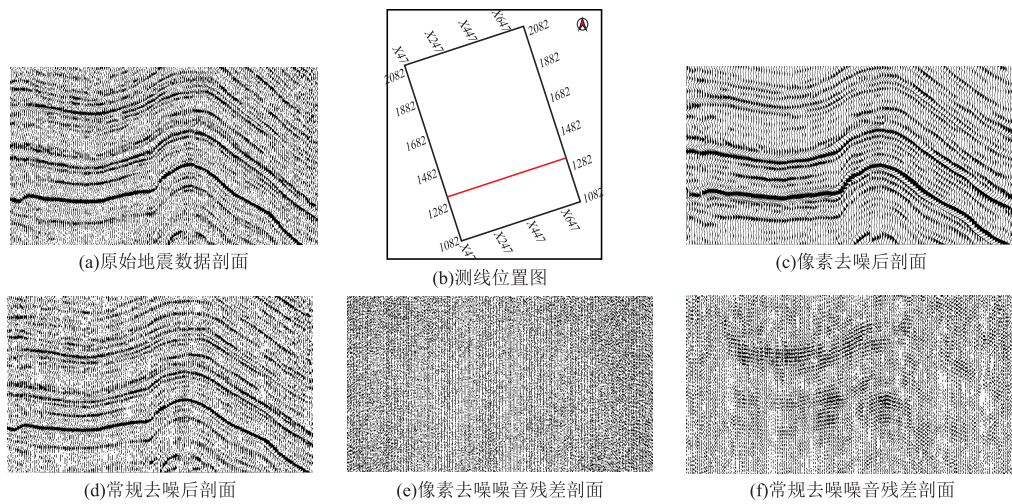 X47
X247
X447
X647
2082
2082
1882
1882
1682
1682
1482
1482
1282
1282
1082
1082
X47
X247
X447
X647
(a)原始地震数据剖面
(b)测线位置图
(c)像素去噪后剖面
(d)常规去噪后剖面
(e)像素去噪噪音残差剖面
(f)常规去噪噪音残差剖面